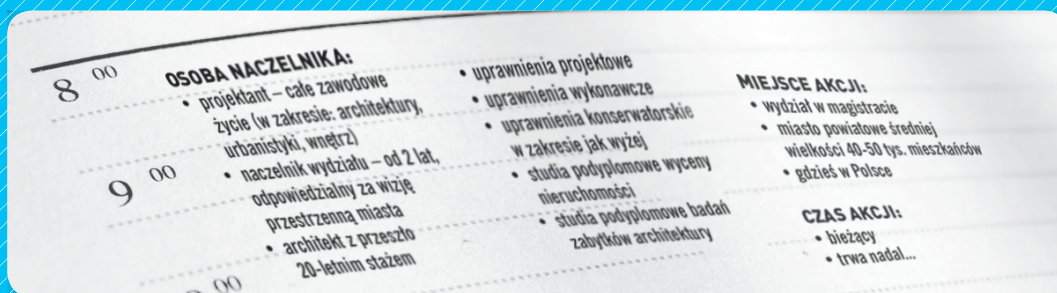 8 00
9 00
00
OSOBA NACZELNIKA:
• projektant – całe zawodowe
życie (w zakresie: architektury,
urbanistyki, wnętrz)
• naczelnik wydziału – od 2 lat,
odpowiedzialny za wizję
przestrzenną miasta
• architekt z przeszło
20-letnim stażem
• uprawnienia projektowe
• uprawnienia wykonawcze
• uprawnienia konserwatorskie
w zakresie jak wyżej
• studia podyplomowe wyceny
nieruchomości
• studia podyplomowe badań
zabytków architektury
MIEJSCE AKCJI:
• wydział w magistracie
• miasto powiatowe średniej
wielkości 40-50 tys. mieszkańców
• gdzieś w Polsce
CZAS AKCJI:
• bieżący
• trwa nadal...